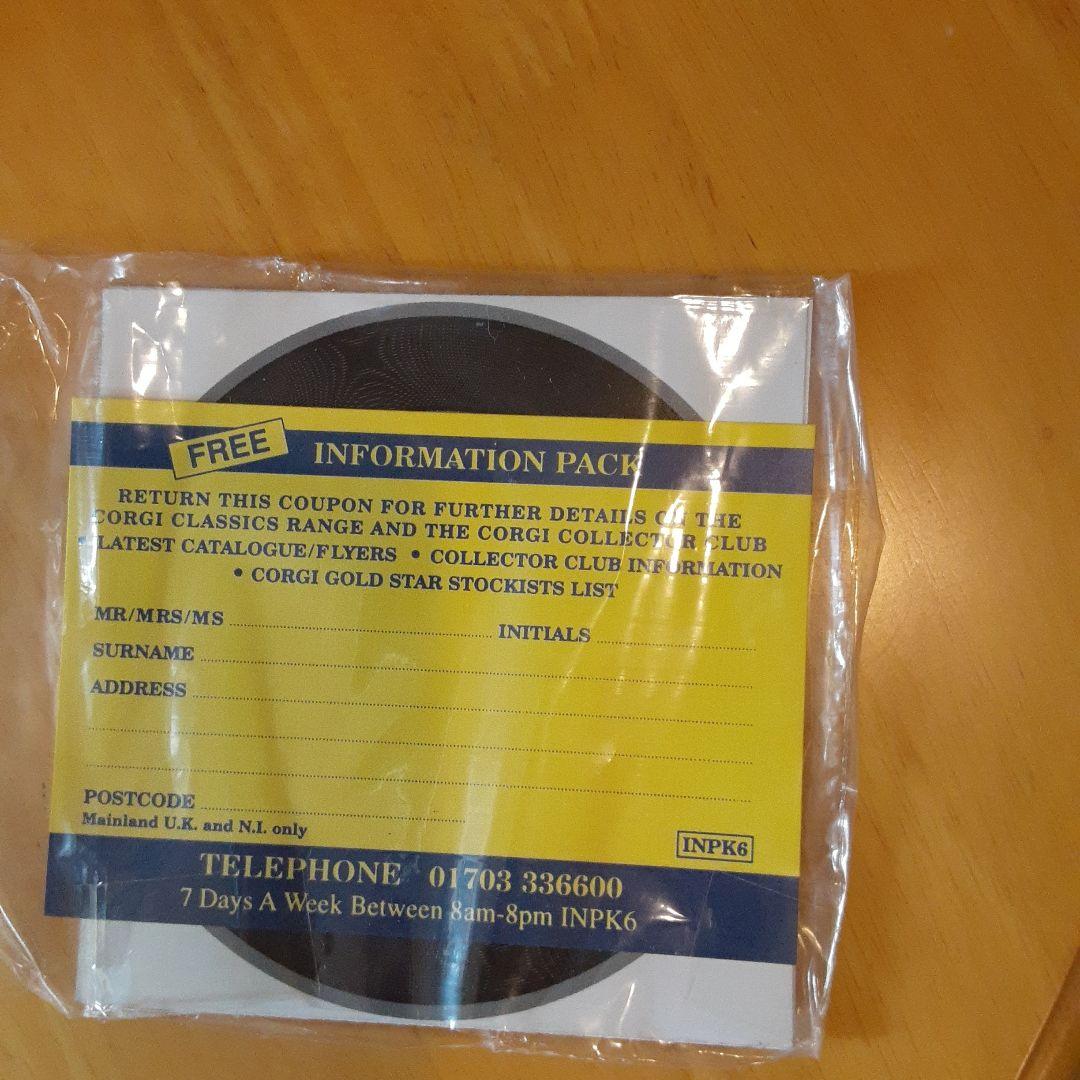 FREE INFORMATION PACK
RETURN THIS COUPON FOR FURTHER DETAILS ON THE
CORGI CLASSICS RANGE AND THE CORGI COLLECTOR CLUB
LATEST CATALOGUE/FLYERS • COLLECTOR CLUB INFORMATION
• CORGI GOLD STAR STOCKISTS LIST
MR/MRS/MS INITIALS
SURNAME
ADDRESS
POSTCODE
Mainland U.K. and N.I. only
INPK6
TELEPHONE 01703 336600
7 Days A Week Between 8am-8pm INPK6